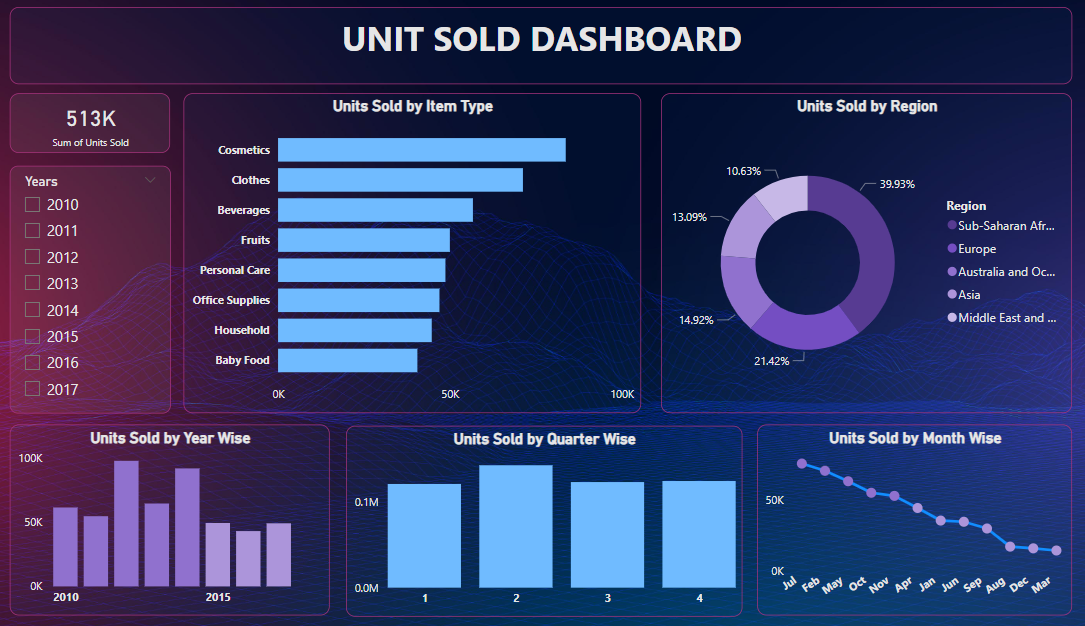 UNIT SOLD DASHBOARD
513K
Sum of Units Sold
Years
2010
2011
2012
2013
2014
2015
2016
2017
Units Sold by Item Type
Cosmetics
Clothes
Beverages
Fruits
Personal Care
Office Supplies
Household
Baby Food
0K 50K 100K
Units Sold by Region
10.63%
39.93%
13.09%
14.92%
21.42%
Region
Sub-Saharan Afr...
Europe
Australia and Oc...
Asia
Middle East and ...
Units Sold by Year Wise
100K
50K
0K
2010 2015
Units Sold by Quarter Wise
0.1M
0.0M
1 2 3 4
Units Sold by Month Wise
50K
0K
Jul Feb May Oct Nov Apr Jan Jun Sep Aug Dec Mar